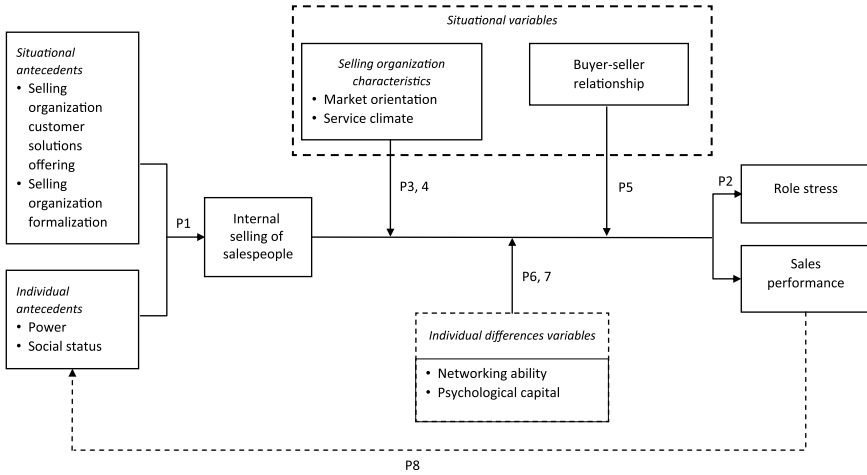 Situational variables
Situational
antecedents
• Selling
organization
customer
solutions
offering
• Selling
organization
formalization
Selling organization
characteristics
• Market orientation
• Service climate
Buyer-seller
relationship
P3, 4
P5
P2
Role stress
P1
Internal
selling of
salespeople
Sales
performance
P6, 7
Individual
antecedents
• Power
• Social status
Individual differences variables
• Networking ability
• Psychological capital
P8